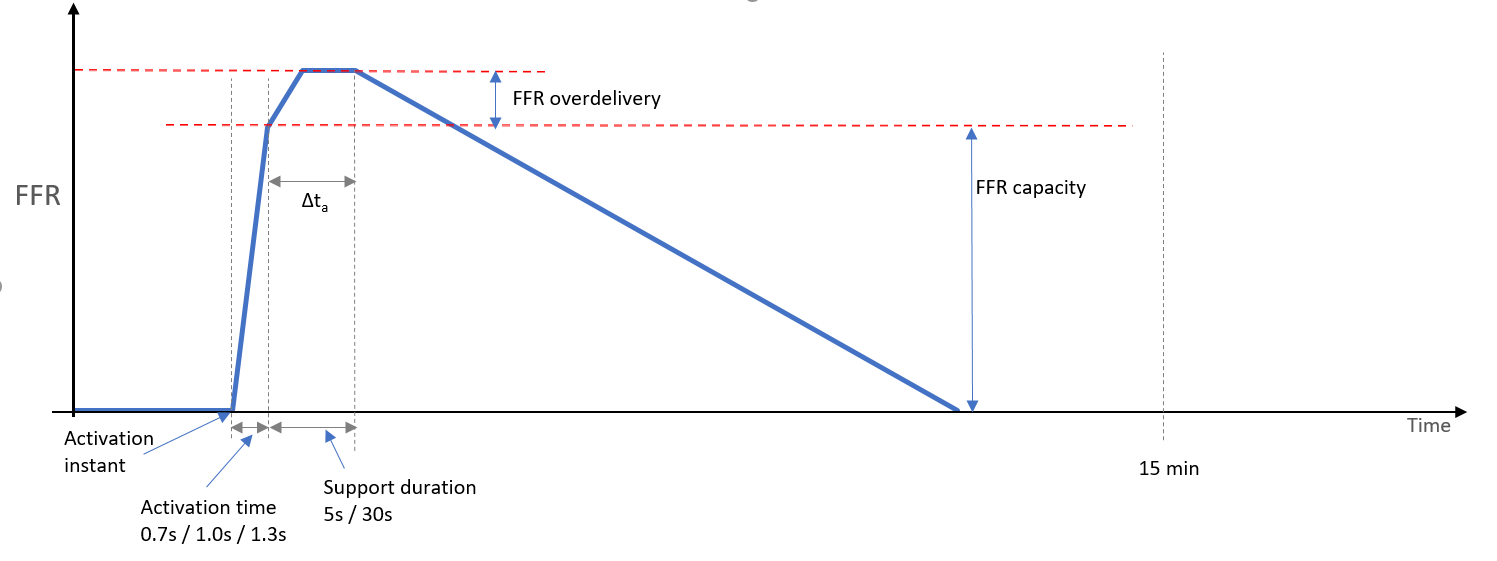 FFR overdelivery
FFR capacity
FFR
Δta
Time
Activation
instant
15 min
Support duration
5s / 30s
Activation time
0.7s / 1.0s / 1.3s